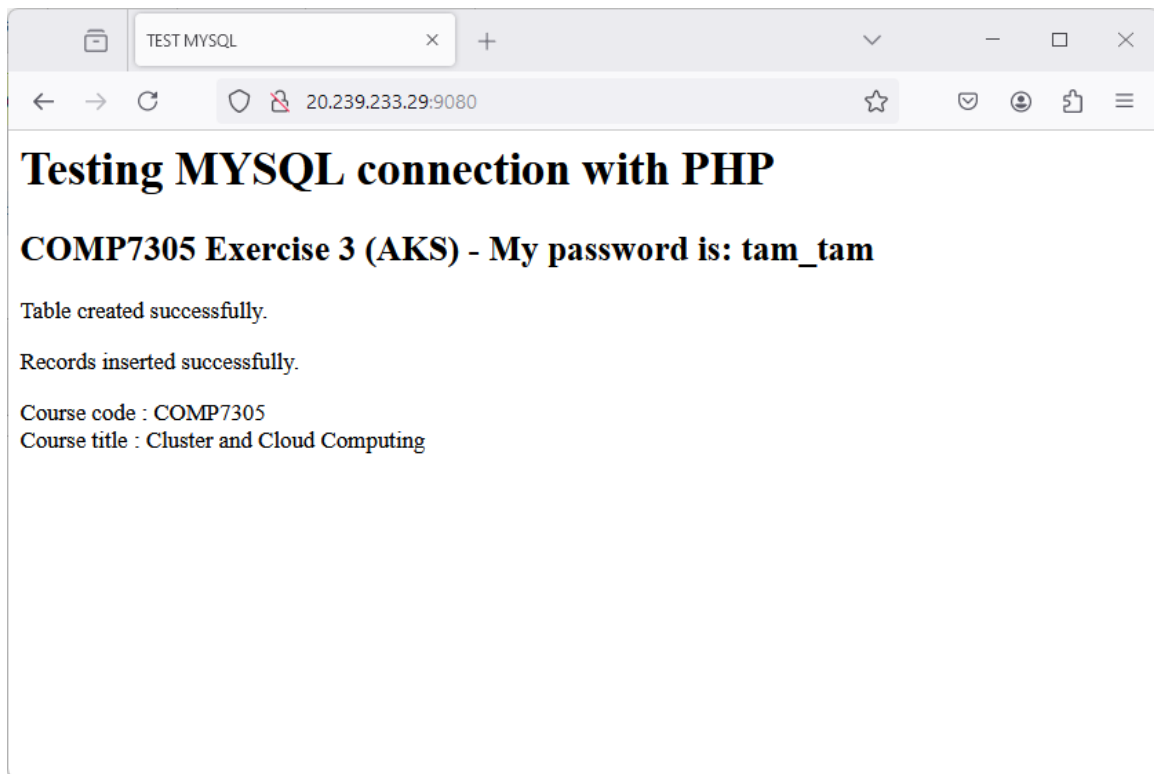 TEST MYSQL
20.239.233.29:9080
Testing MYSQL connection with PHP
COMP7305 Exercise 3 (AKS) - My password is: tam_tam
Table created successfully.
Records inserted successfully.
Course code : COMP7305
Course title : Cluster and Cloud Computing